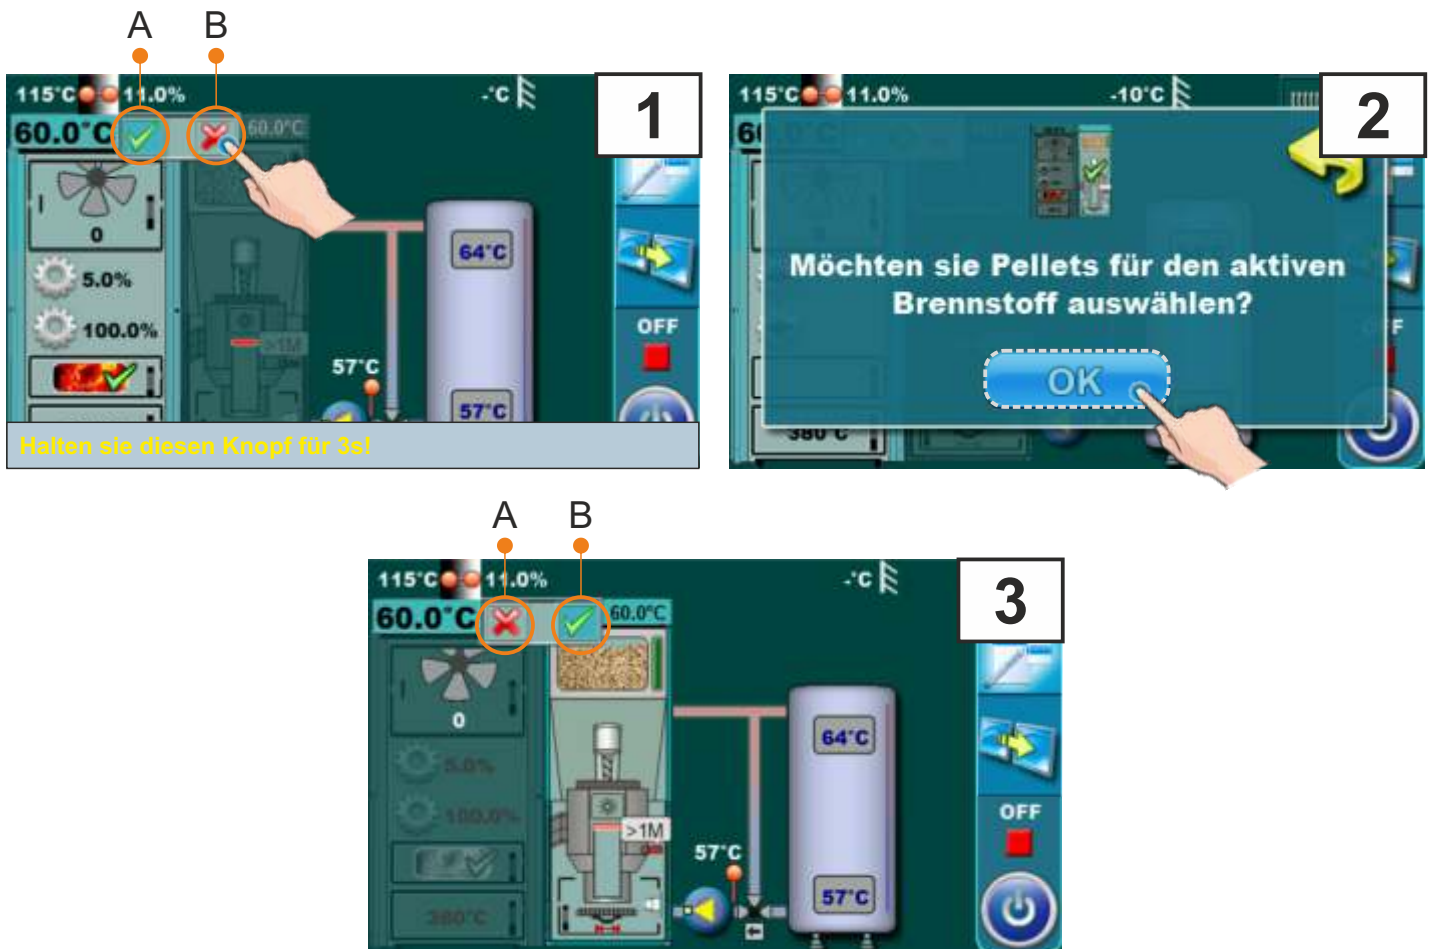 A B
115°C 11.0% -°C 1
60.0°C 60.0°C
0
64°C
5.0%
100.0%
>1M
OFF
57°C
57°C
Halten sie diesen Knopf für 3s!
115°C 11.0% -10°C 2
Möchten sie Pellets für den aktiven
Brennstoff auswählen?
OK
380°C
A B
115°C 11.0% -°C 3
60.0°C 60.0°C
0
64°C
5.0%
100.0%
>1M
OFF
57°C
57°C
380°C